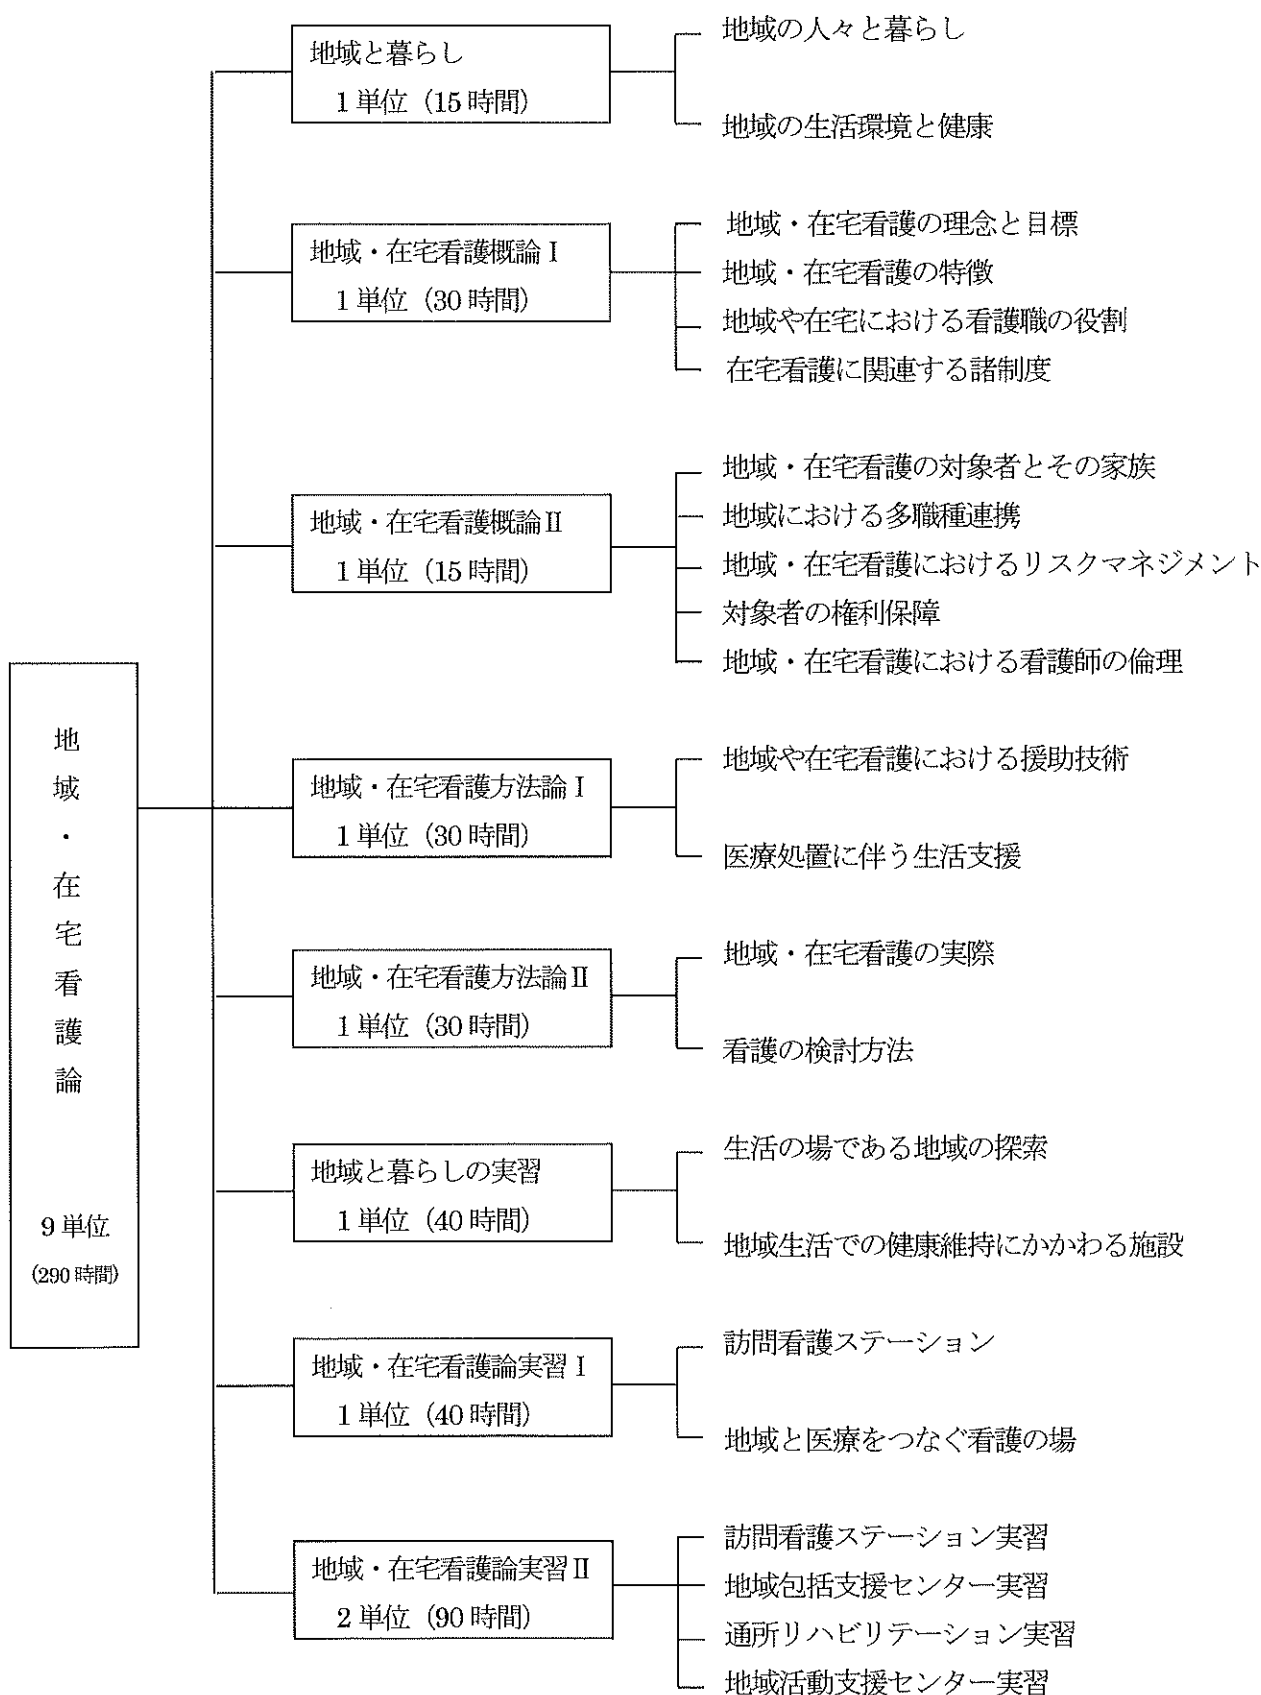 地域・在宅看護論
9単位
(290時間)
地域と暮らし
1単位（15時間）
地域の人々と暮らし
地域の生活環境と健康
地域・在宅看護概論Ⅰ
1単位（30時間）
地域・在宅看護の理念と目標
地域・在宅看護の特徴
地域や在宅における看護職の役割
在宅看護に関連する諸制度
地域・在宅看護概論Ⅱ
1単位（15時間）
地域・在宅看護の対象者とその家族
地域における多職種連携
地域・在宅看護におけるリスクマネジメント
対象者の権利保障
地域・在宅看護における看護師の倫理
地域・在宅看護方法論Ⅰ
1単位（30時間）
地域や在宅看護における援助技術
医療処置に伴う生活支援
地域・在宅看護方法論Ⅱ
1単位（30時間）
地域・在宅看護の実際
看護の検討方法
地域と暮らしの実習
1単位（40時間）
生活の場である地域の探索
地域生活での健康維持にかかわる施設
地域・在宅看護論実習Ⅰ
1単位（40時間）
訪問看護ステーション
地域と医療をつなぐ看護の場
地域・在宅看護論実習Ⅱ
2単位（90時間）
訪問看護ステーション実習
地域包括支援センター実習
通所リハビリテーション実習
地域活動支援センター実習